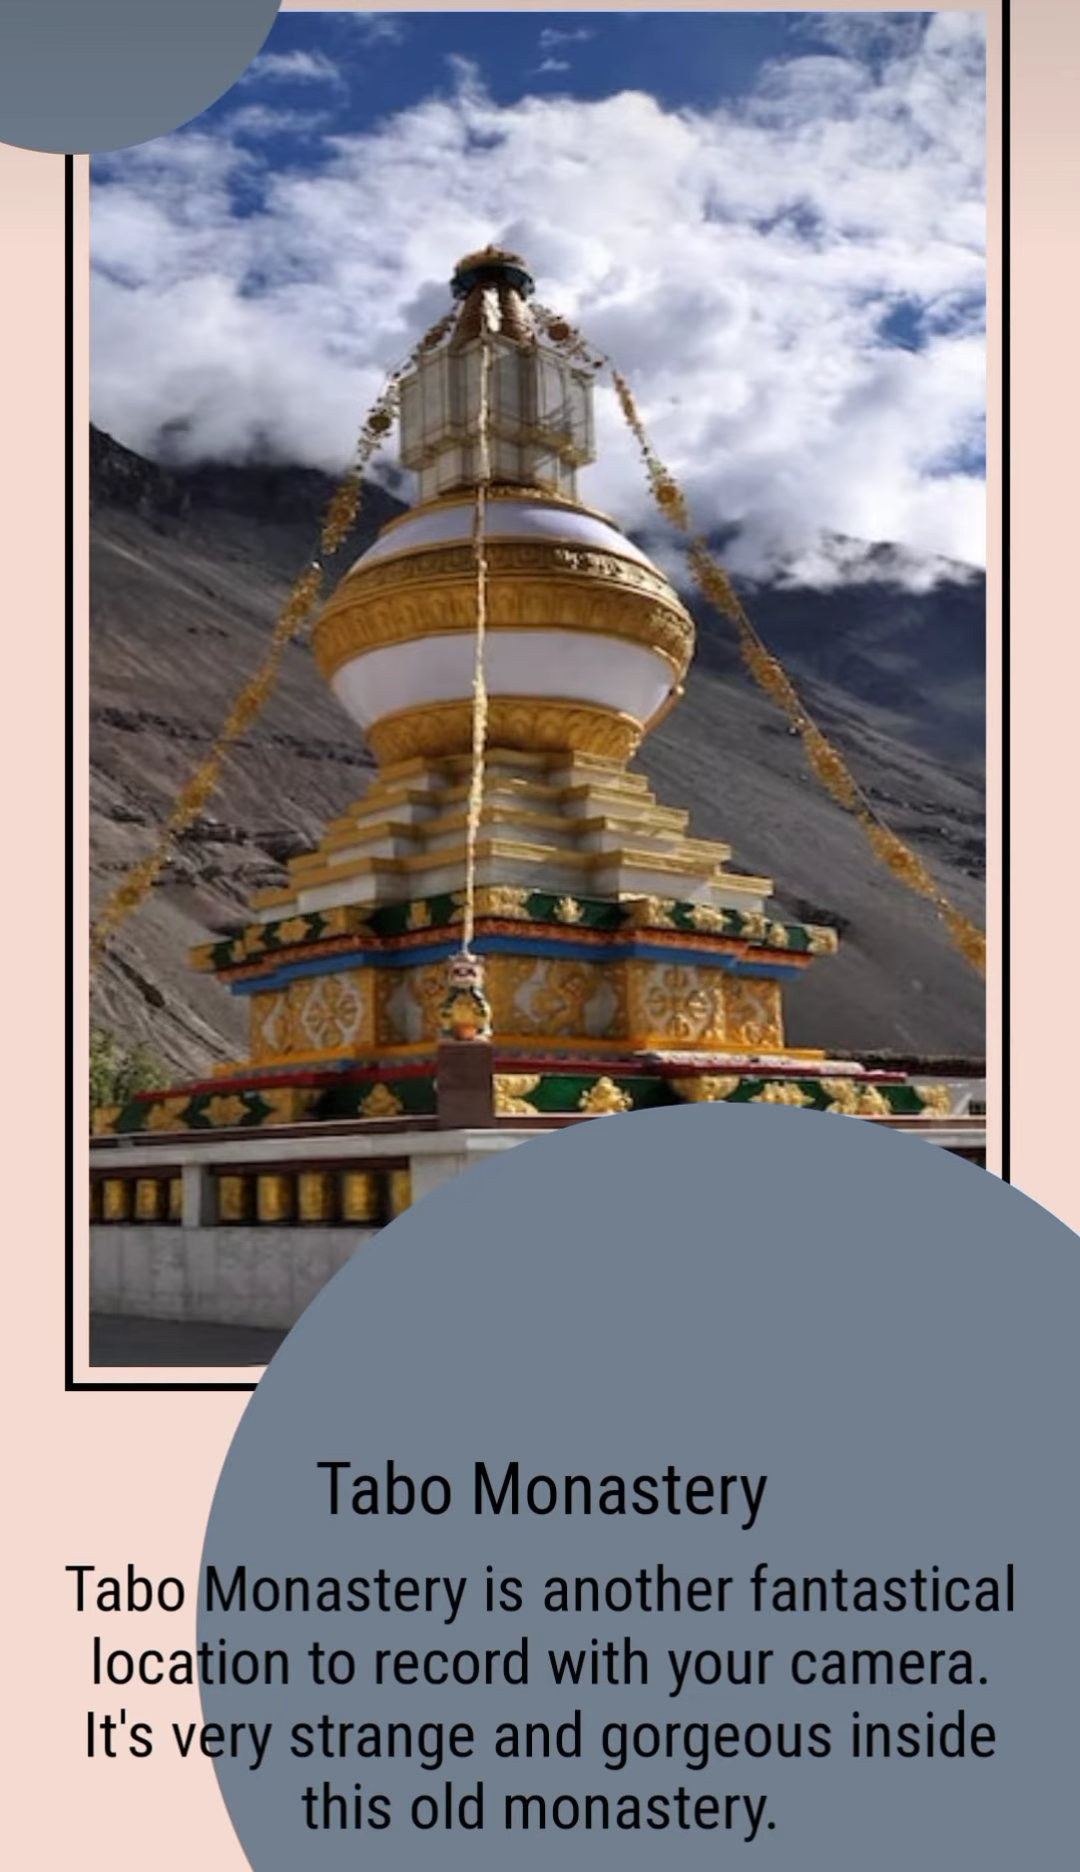 Tabo Monastery
Tabo Monastery is another fantastical
location to record with your camera.
It's very strange and gorgeous inside
this old monastery.